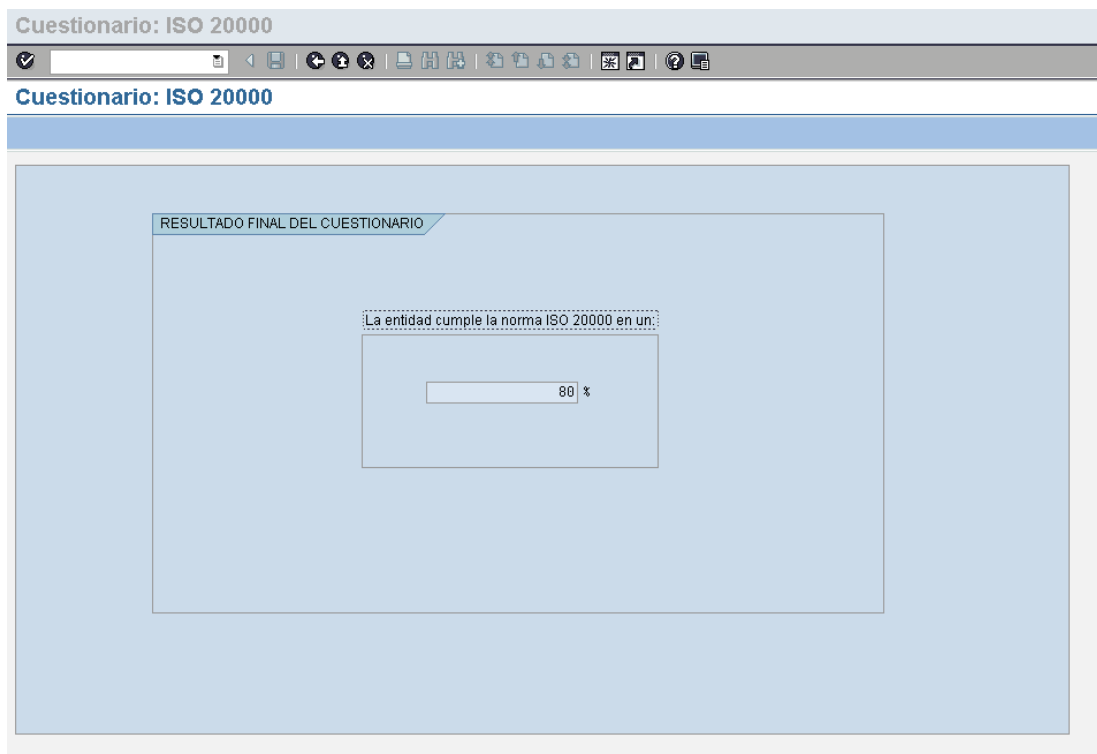 Cuestionario: ISO 20000
Cuestionario: ISO 20000
RESULTADO FINAL DEL CUESTIONARIO
La entidad cumple la norma ISO 20000 en un:
80 %